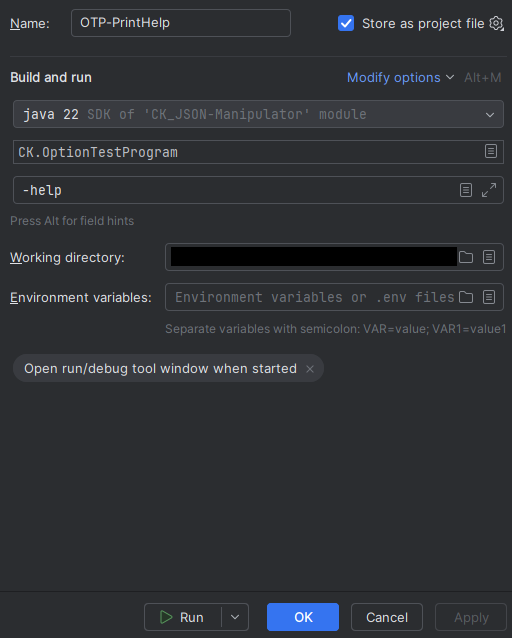 Name: OTP-PrintHelp Store as project file
Build and run Modify options Alt+M
java 22 SDK of 'CK_JSON-Manipulator' module
CK.OptionTestProgram
-help
Press Alt for field hints
Working directory:
Environment variables: Environment variables or .env files
Separate variables with semicolon: VAR=value; VAR1=value1
Open run/debug tool window when started ×
Run OK Cancel Apply